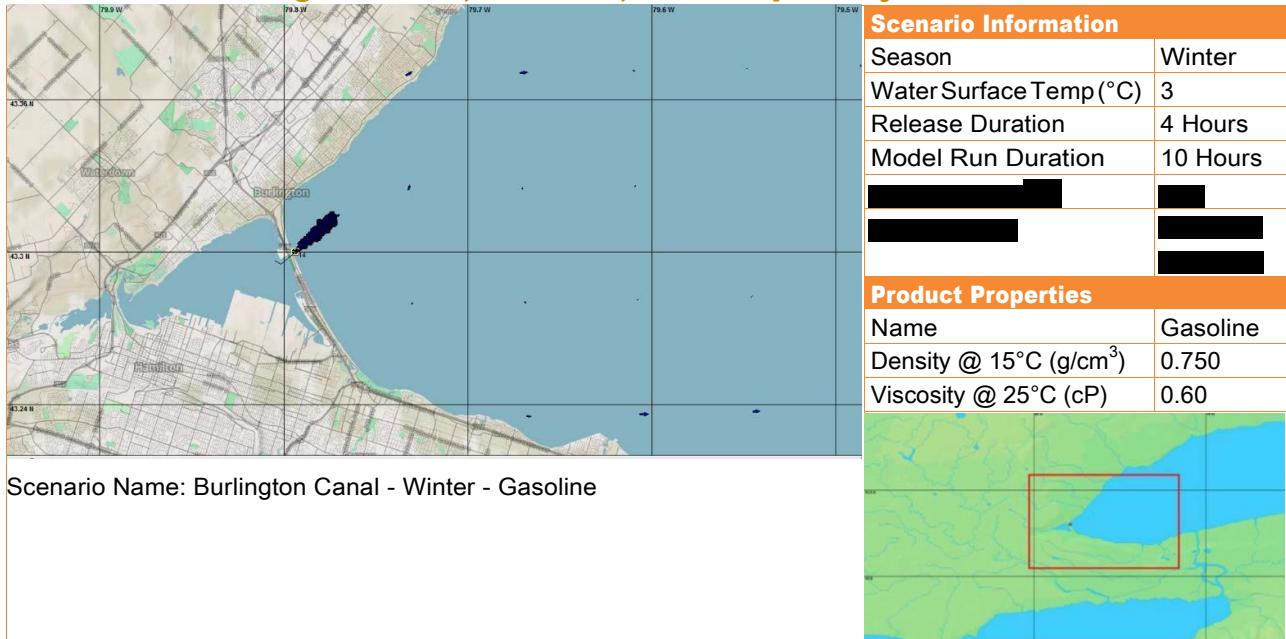 79.9 W
79.8 W
79.7 W
79.6 W
79.5 W
43.36 N
Waterdown
Burlington
43.3 N
Hamilton
43.24 N
Scenario Name: Burlington Canal - Winter - Gasoline
Scenario Information
Season Winter
Water Surface Temp (°C) 3
Release Duration 4 Hours
Model Run Duration 10 Hours
Product Properties
Name Gasoline
Density @ 15°C (g/cm³) 0.750
Viscosity @ 25°C (cP) 0.60